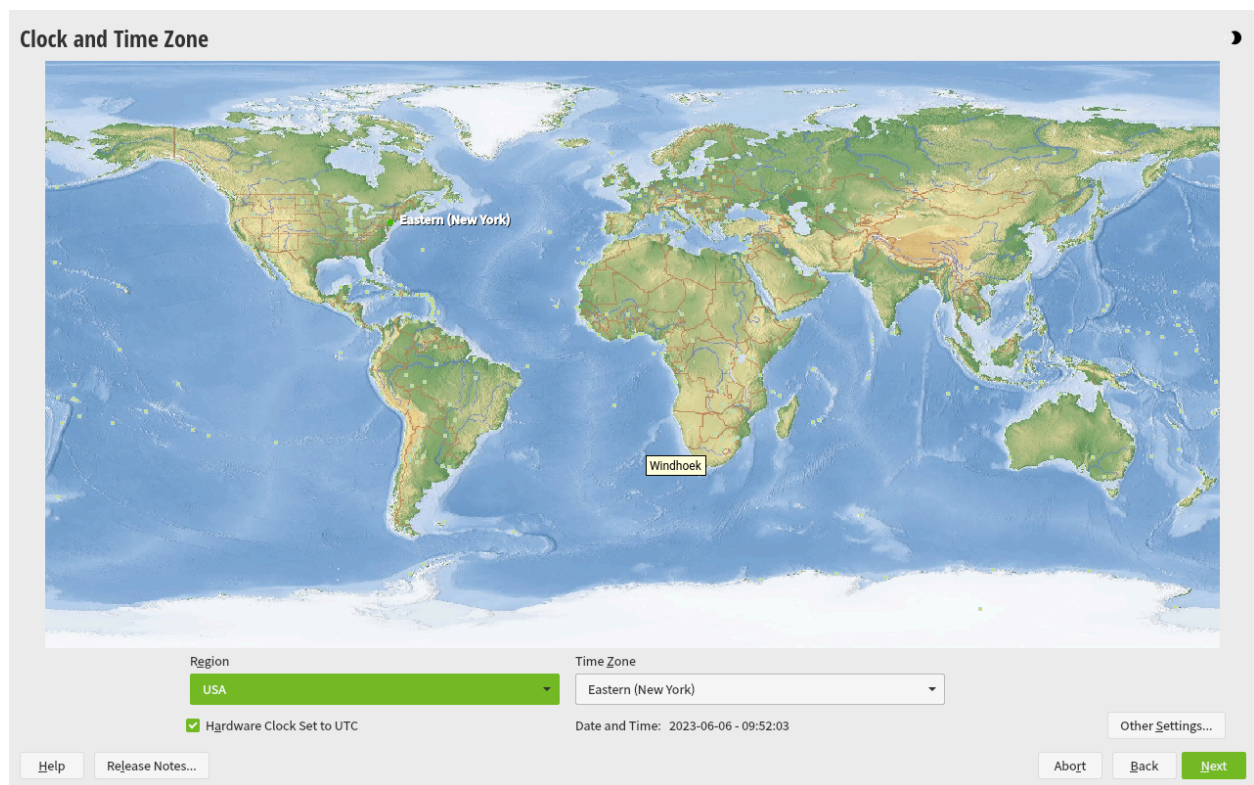 Clock and Time Zone
Eastern (New York)
Windhoek
Region
Time Zone
USA
Eastern (New York)
Hardware Clock Set to UTC
Date and Time: 2023-06-06 - 09:52:03
Other Settings...
Help
Release Notes...
Abort
Back
Next